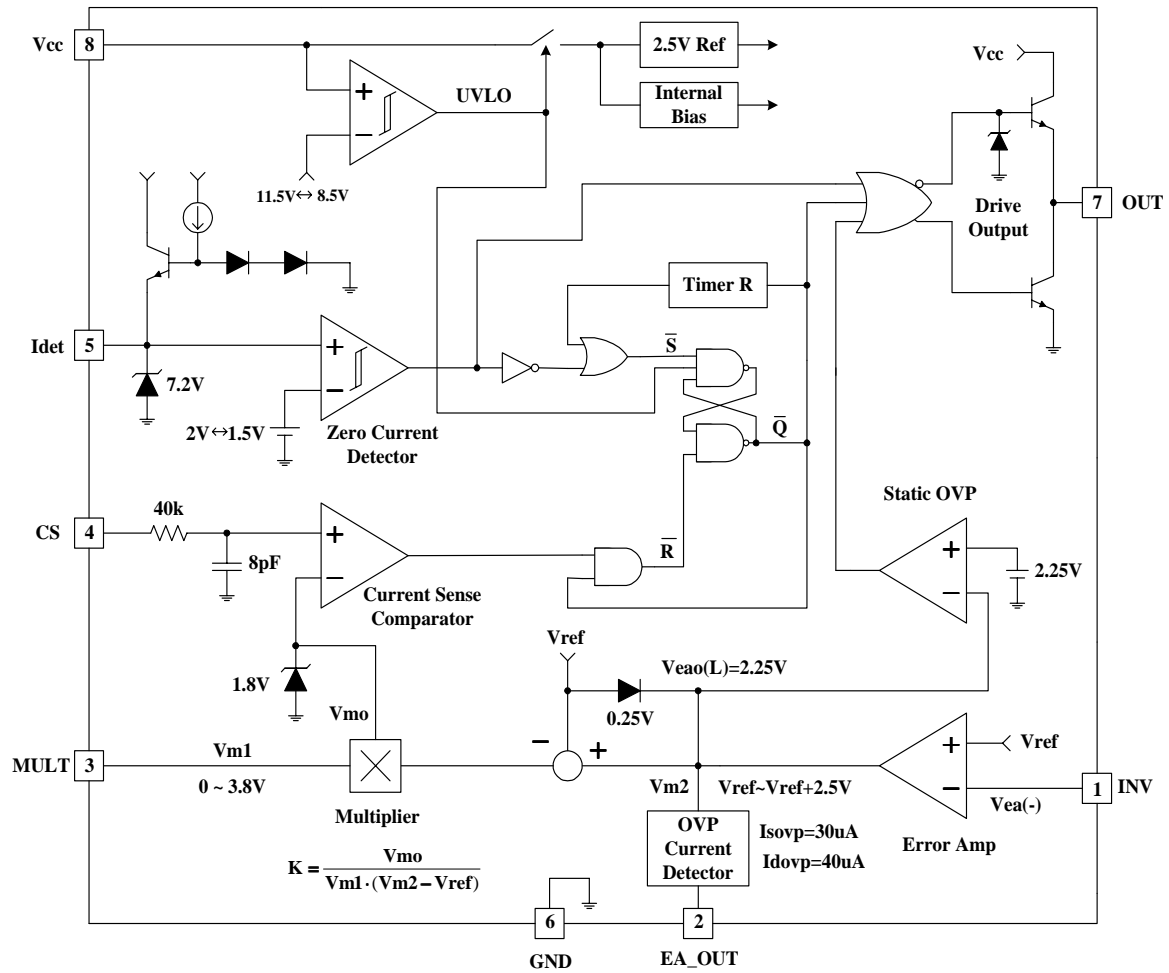 Vcc
8
2.5V Ref
Vcc
UVLO
Internal
Bias
+
−
11.5V↔8.5V
Drive
Output
7
OUT
Timer R
Idet
5
+
−
S̅
7.2V
2V↔1.5V
Zero Current
Detector
Q̅
Static OVP
40k
CS
4
+
−
8pF
R̅
+
−
2.25V
Current Sense
Comparator
Vref
Veao(L)=2.25V
1.8V
Vmo
0.25V
−
+
+
−
Vref
MULT
3
Vm1
0 ~ 3.8V
Vm2
Vref~Vref+2.5V
1
INV
Vea(-)
Multiplier
OVP
Current
Detector
Isovp=30uA
Idovp=40uA
Error Amp
K = Vmo / Vm1·(Vm2−Vref)
6
2
GND
EA_OUT